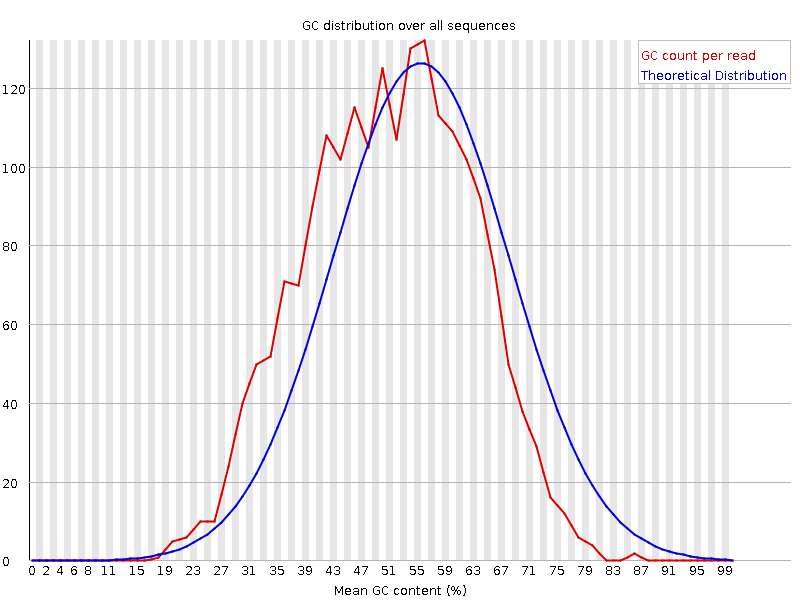 GC distribution over all sequences
GC count per read
Theoretical Distribution
120
100
80
60
40
20
0
0 2 4 6 8 11 15 19 23 27 31 35 39 43 47 51 55 59 63 67 71 75 79 83 87 91 95 99
Mean GC content (%)